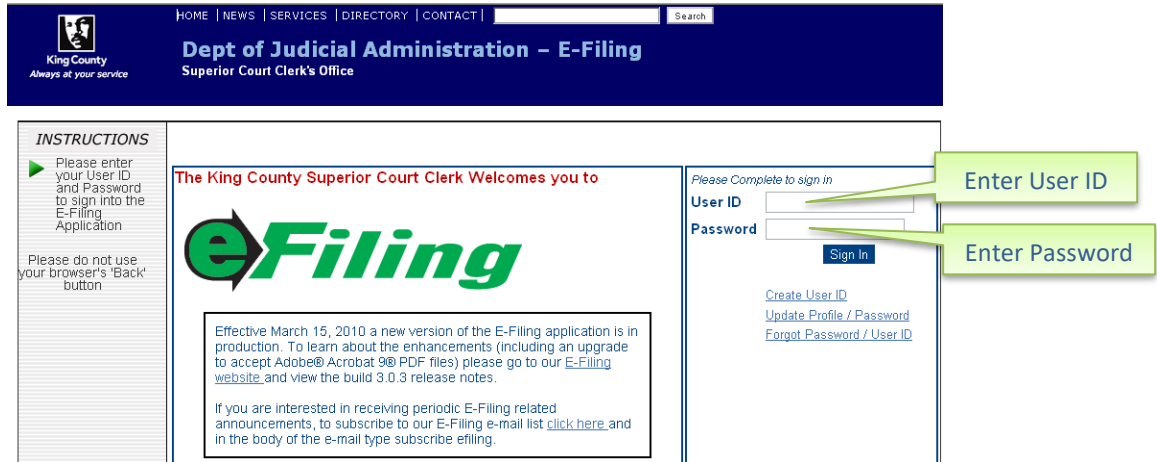 HOME | NEWS | SERVICES | DIRECTORY | CONTACT |
Search
King County
Always at your service
Dept of Judicial Administration – E-Filing
Superior Court Clerk's Office
INSTRUCTIONS
Please enter
your User ID
and Password
to sign into the
E-Filing
Application
Please do not use
your browser's 'Back'
button
The King County Superior Court Clerk Welcomes you to
eFiling
Effective March 15, 2010 a new version of the E-Filing application is in
production. To learn about the enhancements (including an upgrade
to accept Adobe® Acrobat 9® PDF files) please go to our E-Filing
website and view the build 3.0.3 release notes.
If you are interested in receiving periodic E-Filing related
announcements, to subscribe to our E-Filing e-mail list click here and
in the body of the e-mail type subscribe efiling.
Please Complete to sign in
User ID
Password
Sign In
Create User ID
Update Profile / Password
Forgot Password / User ID
Enter User ID
Enter Password